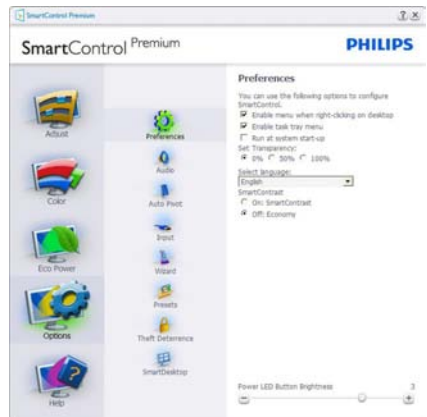 SmartControl Premium
SmartControl Premium
PHILIPS
Adjust
Color
Eco Power
Options
Help
Preferences
Audio
Auto Pivot
Input
Wizard
Presets
Theft Deterrence
SmartDesktop
Preferences
You can use the following options to configure
SmartControl.
Enable menu when right-clicking on desktop
Enable task tray menu
Run at system start-up
Set Transparency:
0% 50% 100%
Select language:
English
SmartContrast
On: SmartContrast
Off: Economy
Power LED Button Brightness 3